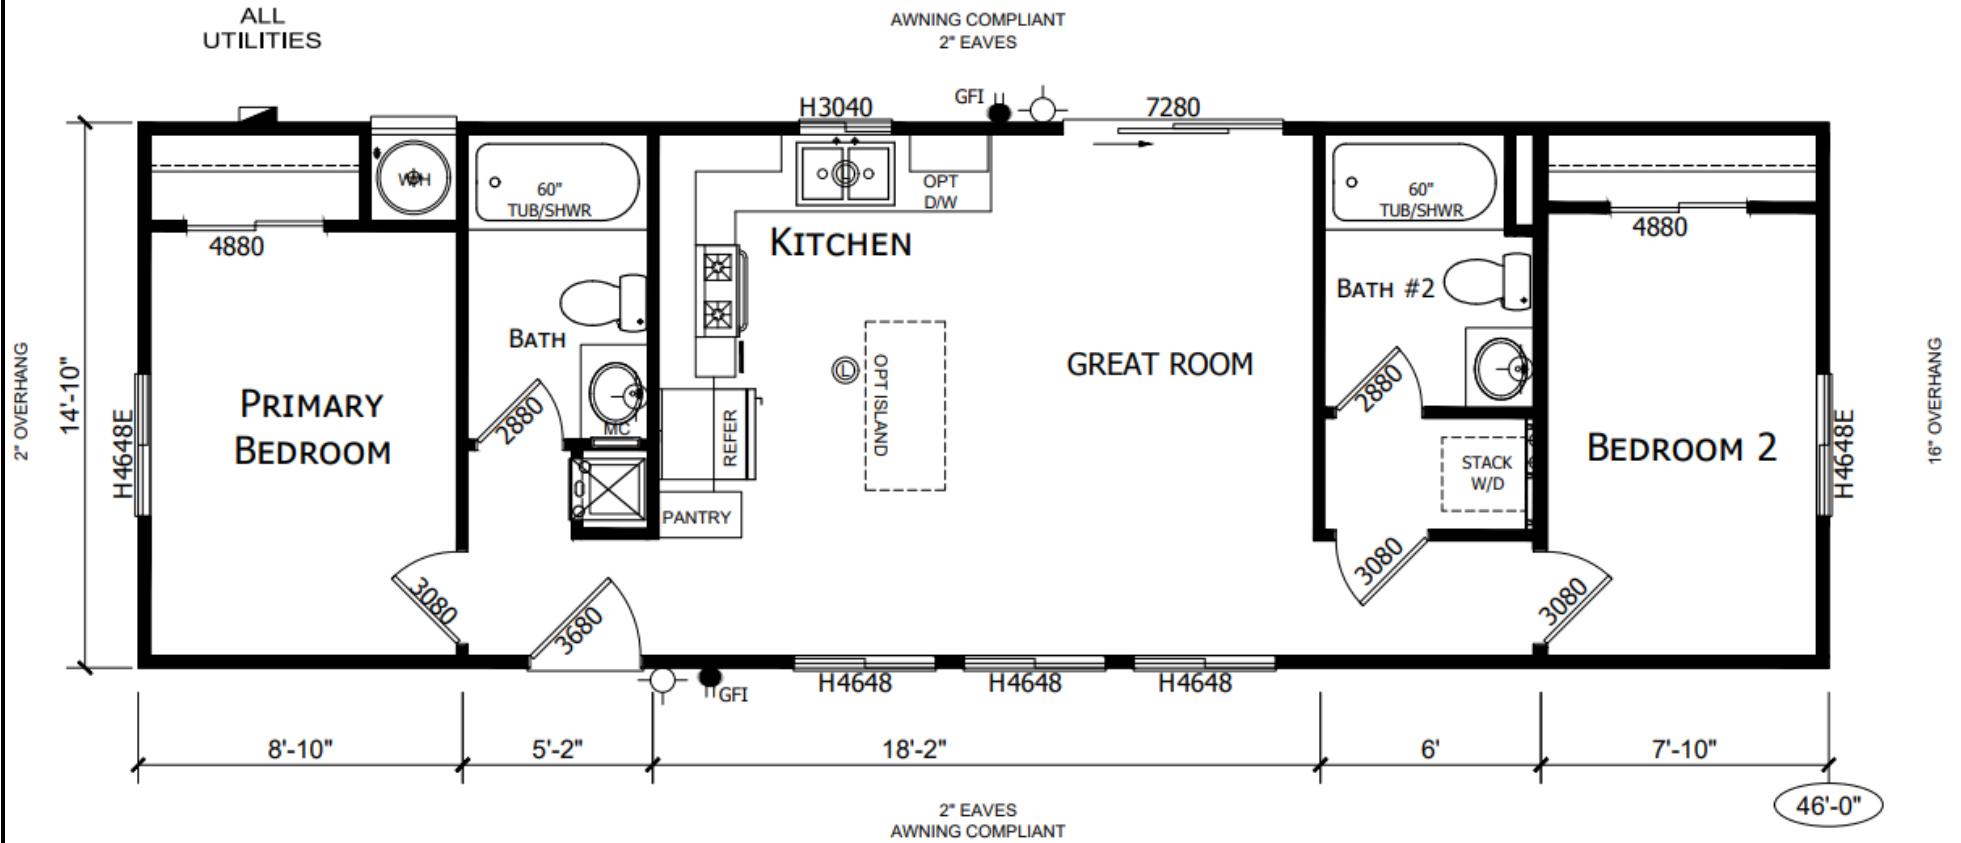 ALL
UTILITIES
AWNING COMPLIANT
2" EAVES
H3040
GFI
7280
W/H
60"
TUB/SHWR
OPT
D/W
60"
TUB/SHWR
4880
KITCHEN
4880
BATH #2
BATH
2" OVERHANG
14'-10"
H4648E
PRIMARY
BEDROOM
2880
MC
REFER
L
OPT ISLAND
GREAT ROOM
2880
STACK
W/D
BEDROOM 2
H4648E
16" OVERHANG
PANTRY
3080
3680
3080
3080
GFI
H4648
H4648
H4648
8'-10"
5'-2"
18'-2"
6'
7'-10"
46'-0"
2" EAVES
AWNING COMPLIANT